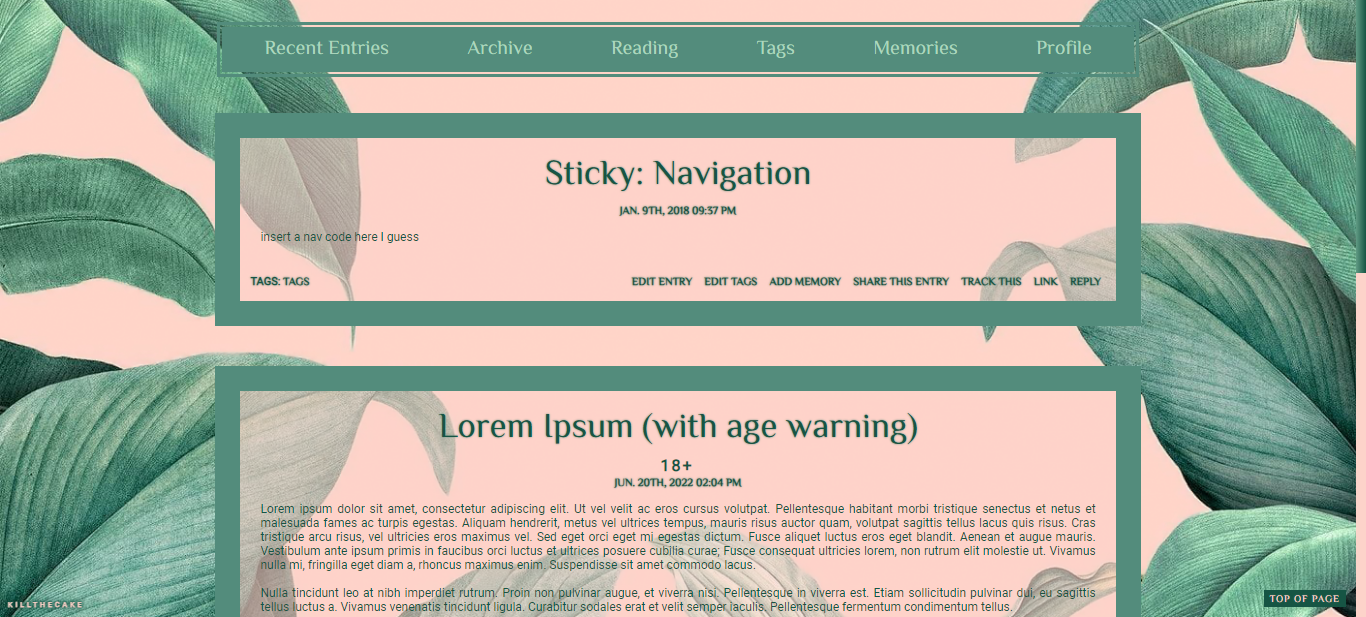 Recent Entries Archive Reading Tags Memories Profile
Sticky: Navigation
JAN. 9TH, 2018 09:37 PM
insert a nav code here I guess
TAGS: TAGS EDIT ENTRY EDIT TAGS ADD MEMORY SHARE THIS ENTRY TRACK THIS LINK REPLY
Lorem Ipsum (with age warning)
18+
JUN. 20TH, 2022 02:04 PM
Lorem ipsum dolor sit amet, consectetur adipiscing elit. Ut vel velit ac eros cursus volutpat. Pellentesque habitant morbi tristique senectus et netus et
malesuada fames ac turpis egestas. Aliquam hendrerit, metus vel ultrices tempus, mauris risus auctor quam, volutpat sagittis tellus lacus quis risus. Cras
tristique arcu risus, vel ultricies eros maximus vel. Sed eget orci eget mi egestas dictum. Fusce aliquet luctus eros eget blandit. Aenean et augue mauris.
Vestibulum ante ipsum primis in faucibus orci luctus et ultrices posuere cubilia curae; Fusce consequat ultricies lorem, non rutrum elit molestie ut. Vivamus
nulla mi, fringilla eget diam a, rhoncus maximus enim. Suspendisse sit amet commodo lacus.
Nulla tincidunt leo at nibh imperdiet rutrum. Proin non pulvinar augue, et viverra nisi. Pellentesque in viverra est. Etiam sollicitudin pulvinar dui, eu sagittis
tellus luctus a. Vivamus venenatis tincidunt ligula. Curabitur sodales erat et velit semper iaculis. Pellentesque fermentum condimentum tellus.
KILLTHECAKE
TOP OF PAGE